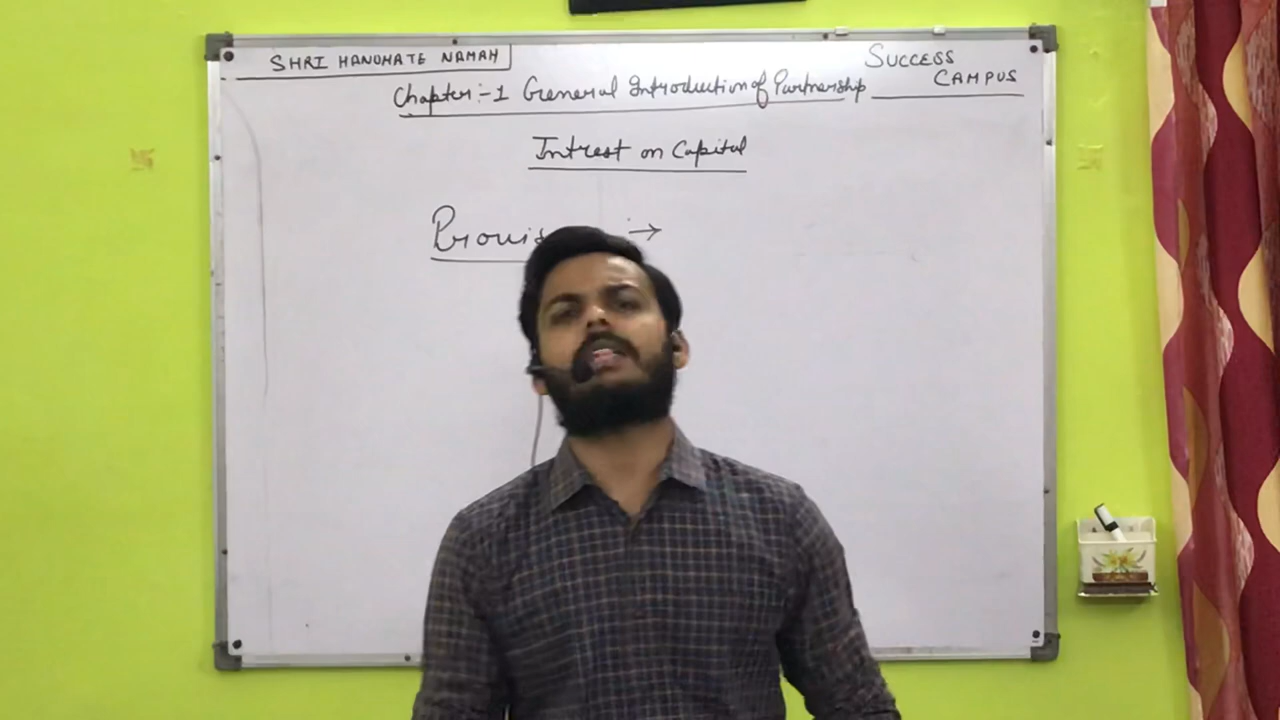 SHRI HANUMATE NAMAH
SUCCESS
CAMPUS
Chapter:-1 General Introduction of Partnership
Intrest on Capital
→